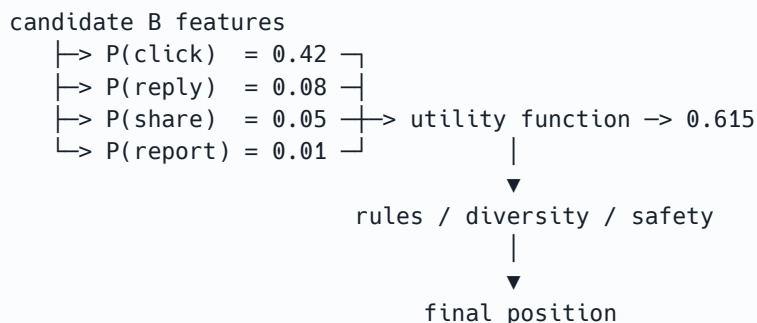 candidate B features
├─> P(click)  = 0.42 ─┐
├─> P(reply)  = 0.08 ─┤
├─> P(share)  = 0.05 ─┼─> utility function ─> 0.615
└─> P(report) = 0.01 ─┘
rules / diversity / safety
final position